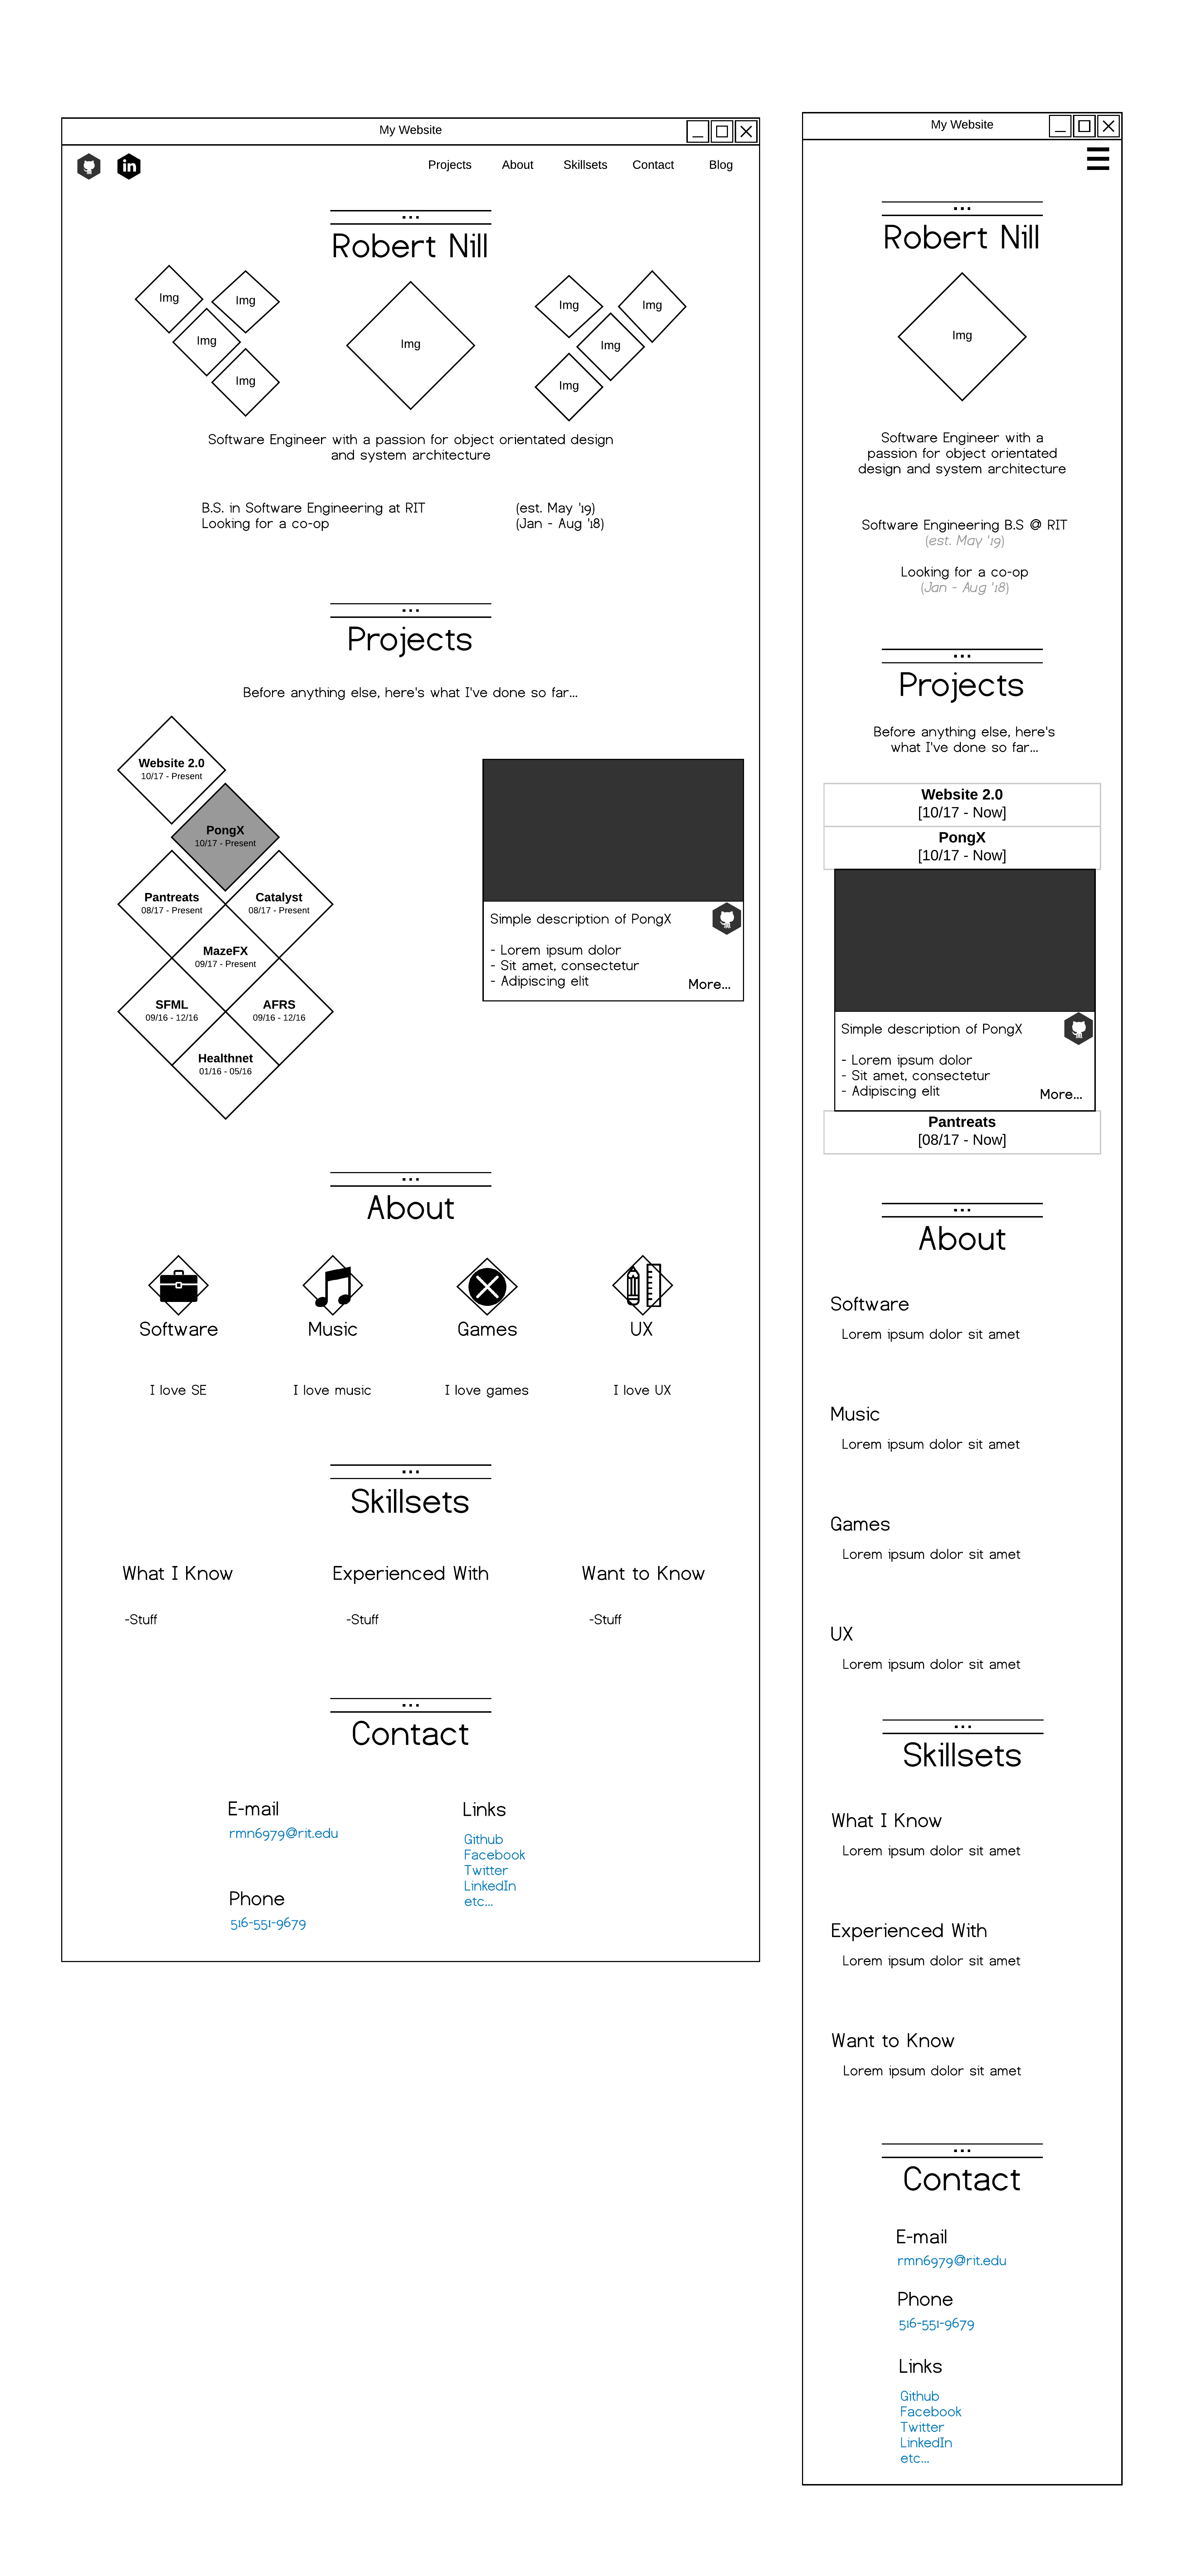 My Website
in
Projects About Skillsets Contact Blog
...
Robert Nill
Img Img Img Img
Img Img Img
Img Img
Software Engineer with a passion for object orientated design
and system architecture
B.S. in Software Engineering at RIT (est. May '19)
Looking for a co-op (Jan - Aug '18)
...
Projects
Before anything else, here's what I've done so far...
Website 2.0
10/17 - Present
PongX
10/17 - Present
Pantreats Catalyst
08/17 - Present 08/17 - Present
MazeFX
09/17 - Present
SFML AFRS
09/16 - 12/16 09/16 - 12/16
Healthnet
01/16 - 05/16
Simple description of PongX
- Lorem ipsum dolor
- Sit amet, consectetur
- Adipiscing elit
More...
...
About
Software Music Games UX
I love SE I love music I love games I love UX
...
Skillsets
What I Know Experienced With Want to Know
-Stuff -Stuff -Stuff
...
Contact
E-mail
rmn6979@rit.edu
Phone
516-551-9679
Links
Github
Facebook
Twitter
LinkedIn
etc...
My Website
...
Robert Nill
Img
Software Engineer with a
passion for object orientated
design and system architecture
Software Engineering B.S @ RIT
(est. May '19)
Looking for a co-op
(Jan - Aug '18)
...
Projects
Before anything else, here's
what I've done so far...
Website 2.0
[10/17 - Now]
PongX
[10/17 - Now]
Simple description of PongX
- Lorem ipsum dolor
- Sit amet, consectetur
- Adipiscing elit
More...
Pantreats
[08/17 - Now]
...
About
Software
Lorem ipsum dolor sit amet
Music
Lorem ipsum dolor sit amet
Games
Lorem ipsum dolor sit amet
UX
Lorem ipsum dolor sit amet
...
Skillsets
What I Know
Lorem ipsum dolor sit amet
Experienced With
Lorem ipsum dolor sit amet
Want to Know
Lorem ipsum dolor sit amet
...
Contact
E-mail
rmn6979@rit.edu
Phone
516-551-9679
Links
Github
Facebook
Twitter
LinkedIn
etc...